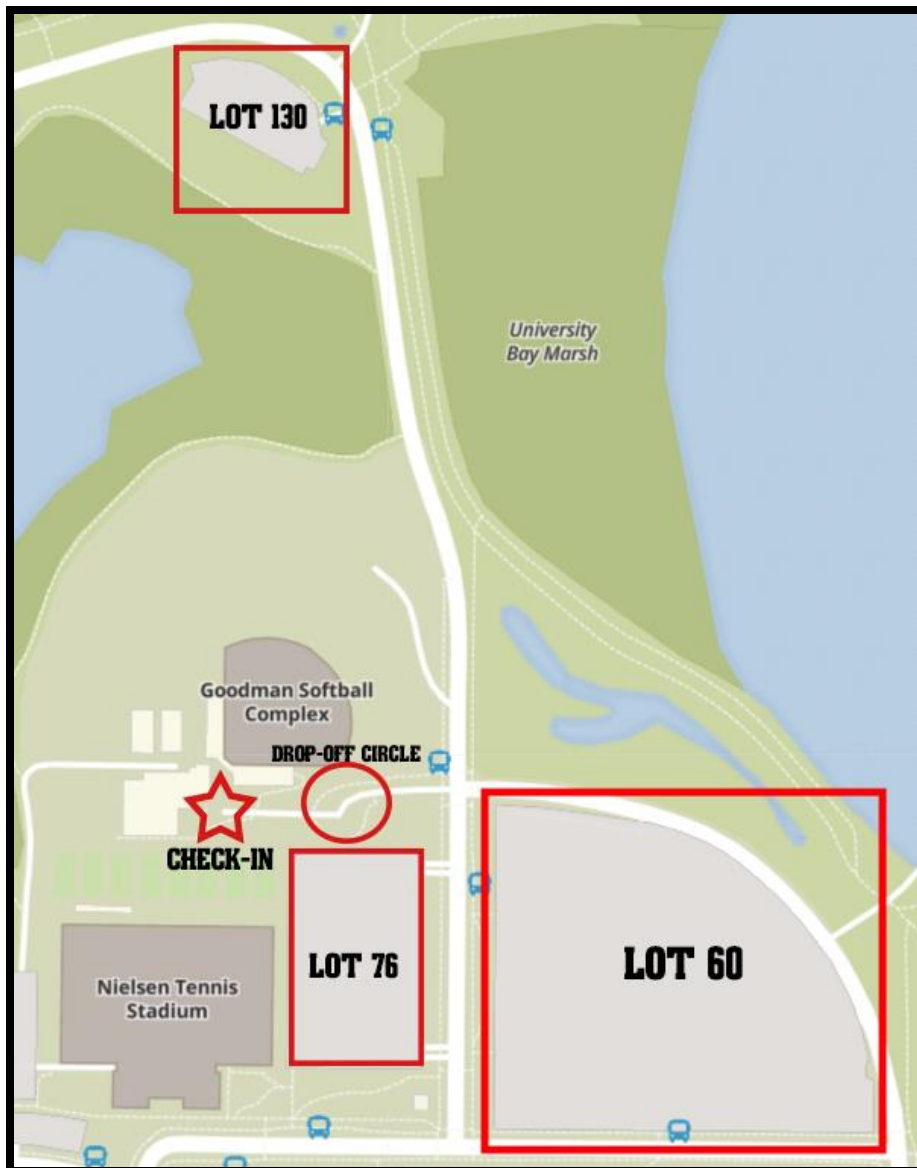 LOT 130
University
Bay Marsh
Goodman Softball
Complex
DROP-OFF CIRCLE
CHECK-IN
LOT 76
LOT 60
Nielsen Tennis
Stadium